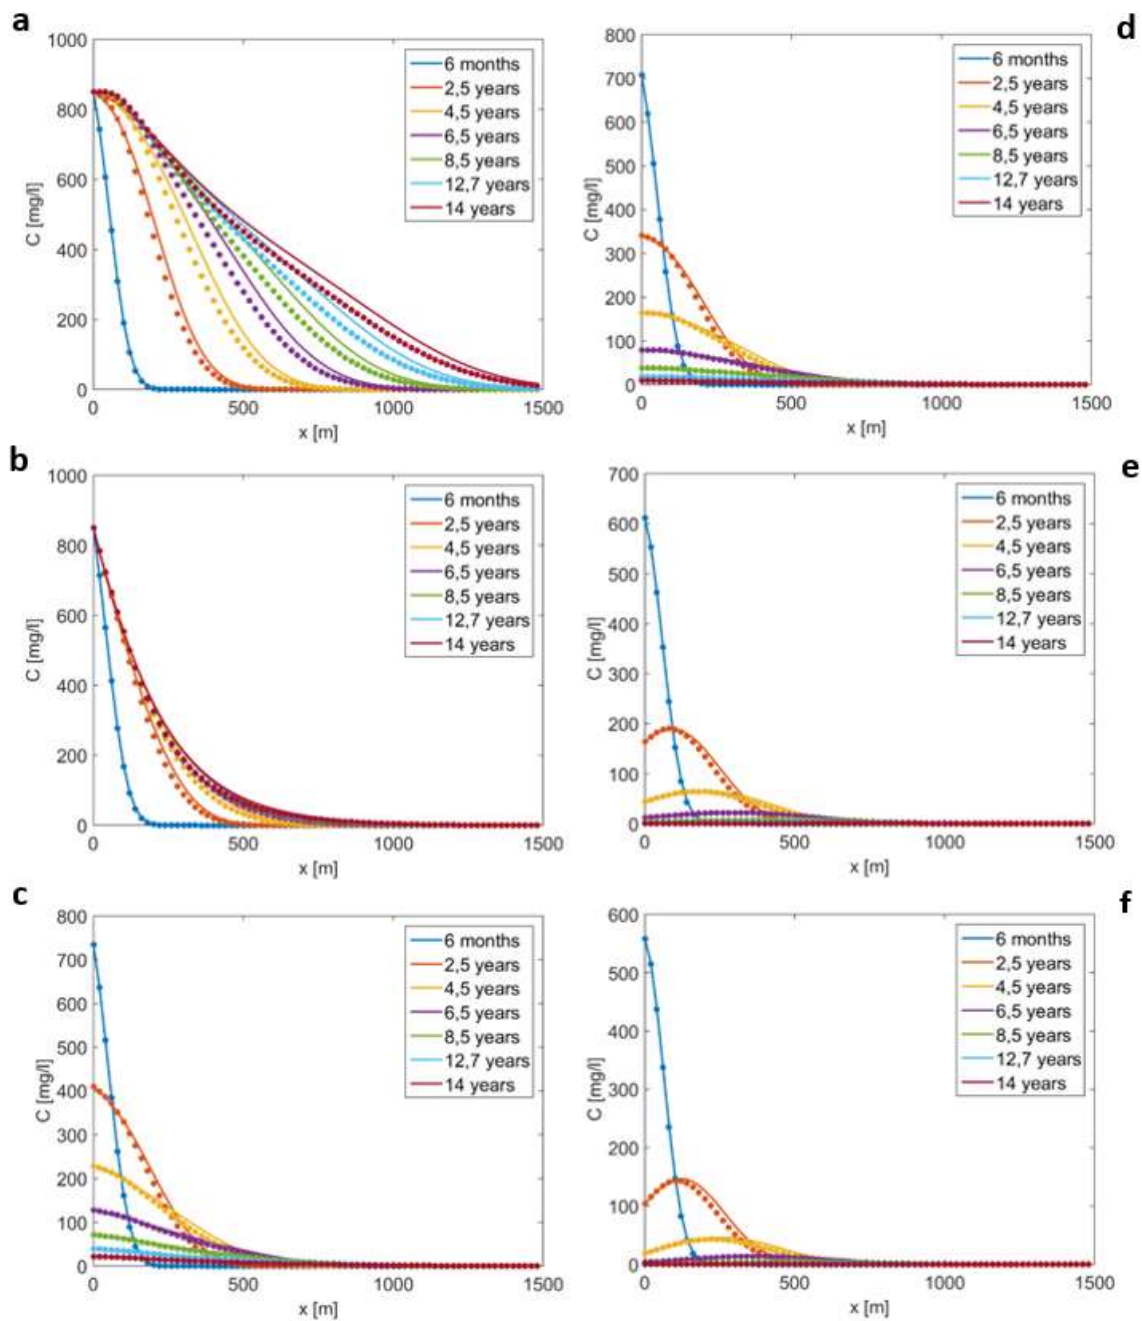 a
1000
800
600
400
200
0
C [mg/l]
0 500 1000 1500
x [m]
6 months
2,5 years
4,5 years
6,5 years
8,5 years
12,7 years
14 years
d
800
700
600
500
400
300
200
100
0
C [mg/l]
0 500 1000 1500
x [m]
6 months
2,5 years
4,5 years
6,5 years
8,5 years
12,7 years
14 years
b
1000
800
600
400
200
0
C [mg/l]
0 500 1000 1500
x [m]
6 months
2,5 years
4,5 years
6,5 years
8,5 years
12,7 years
14 years
e
700
600
500
400
300
200
100
0
C [mg/l]
0 500 1000 1500
x [m]
6 months
2,5 years
4,5 years
6,5 years
8,5 years
12,7 years
14 years
c
800
700
600
500
400
300
200
100
0
C [mg/l]
0 500 1000 1500
x [m]
6 months
2,5 years
4,5 years
6,5 years
8,5 years
12,7 years
14 years
f
600
500
400
300
200
100
0
C [mg/l]
0 500 1000 1500
x [m]
6 months
2,5 years
4,5 years
6,5 years
8,5 years
12,7 years
14 years